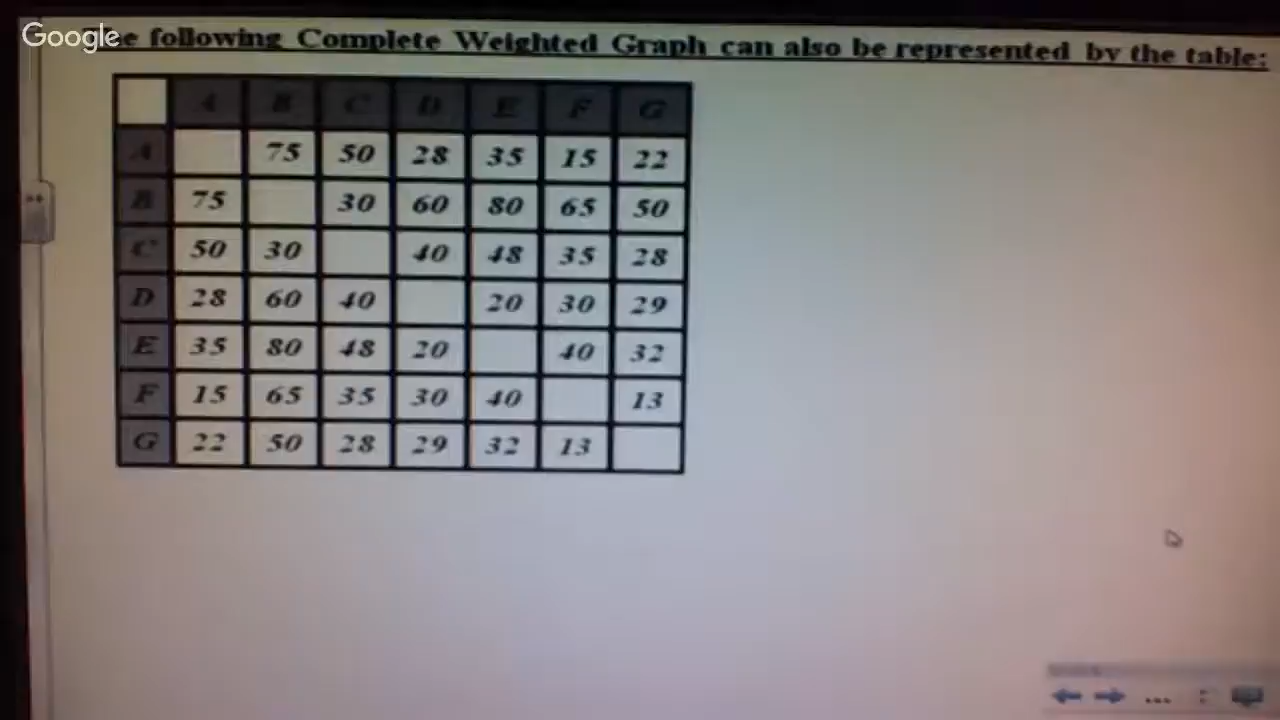 Google
following Complete Weighted Graph can also be represented by the table:
A B C D E F G
A 75 50 28 35 15 22
B 75 30 60 80 65 50
C 50 30 40 48 35 28
D 28 60 40 20 30 29
E 35 80 48 20 40 32
F 15 65 35 30 40 13
G 22 50 28 29 32 13
...